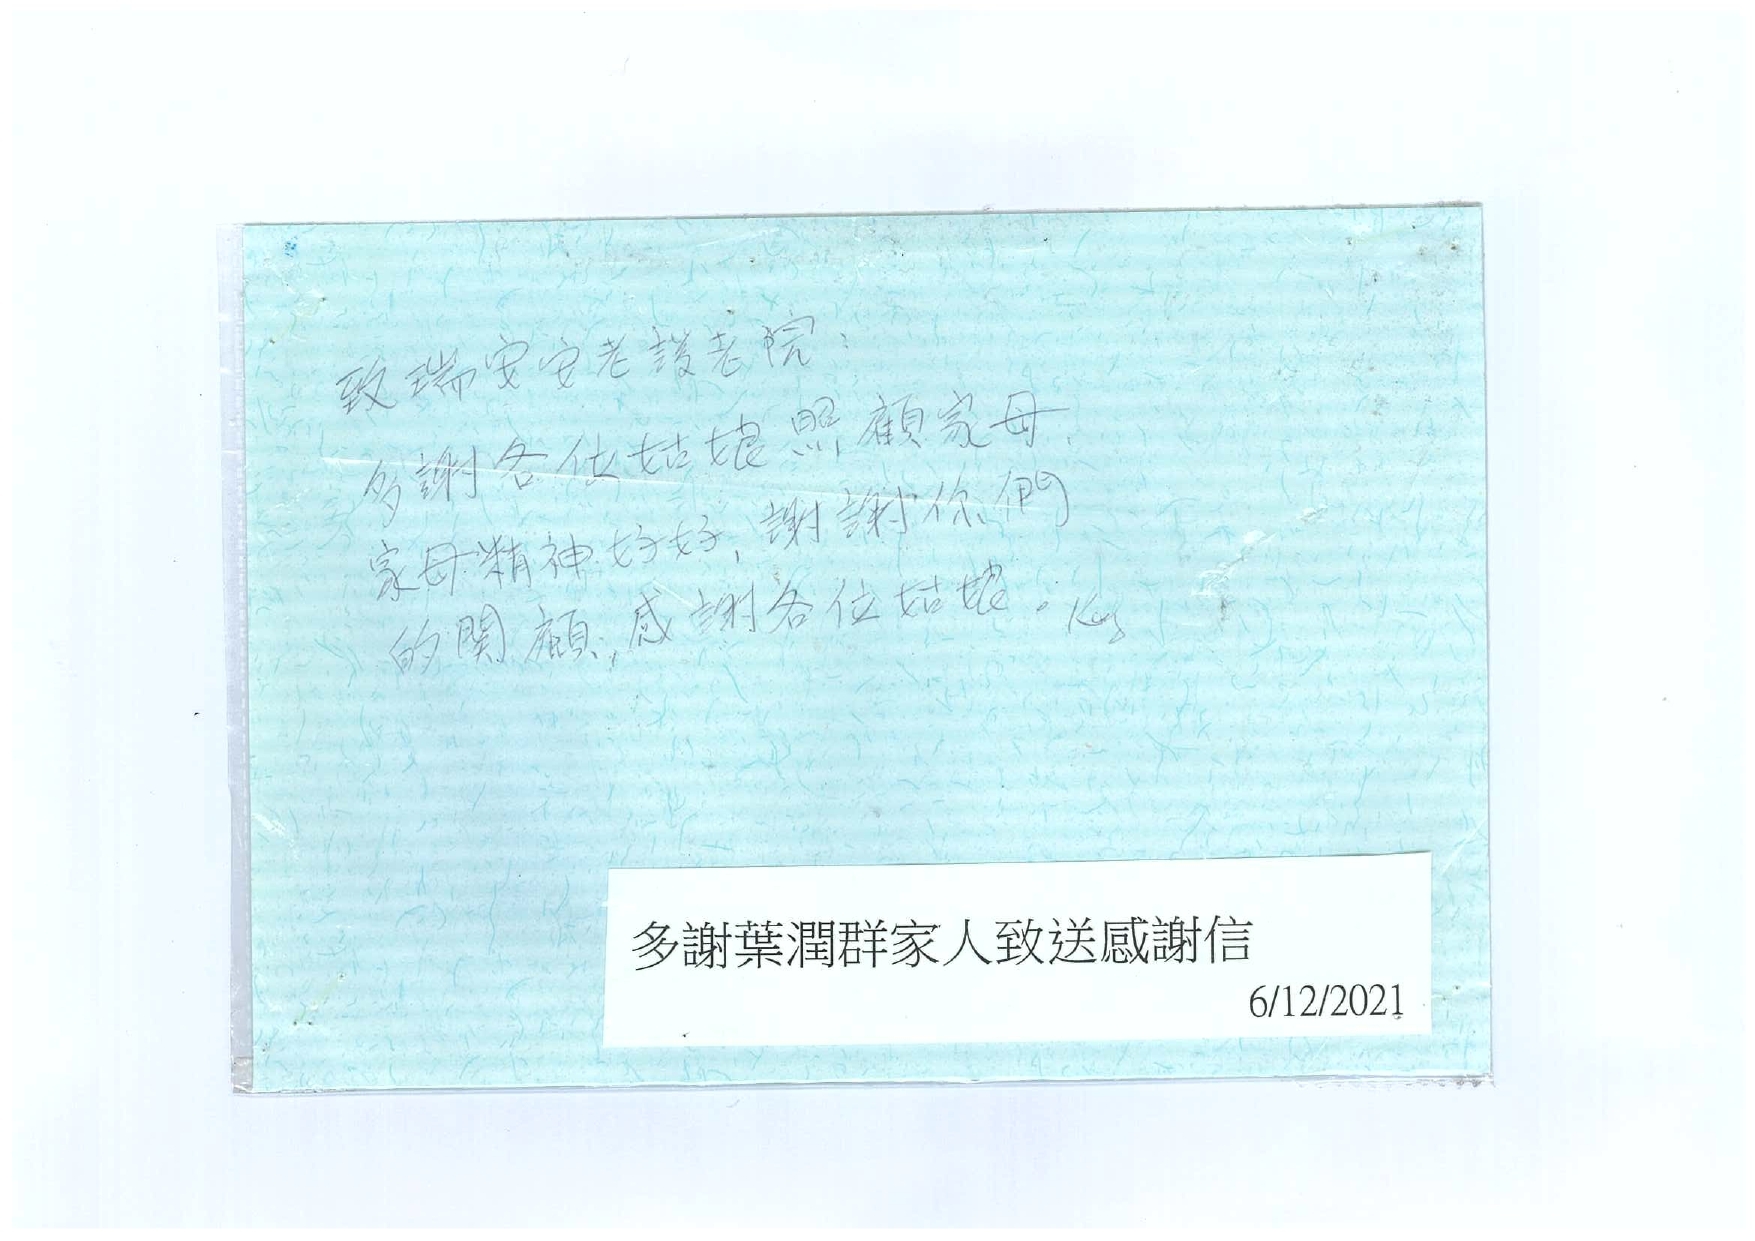 致瑞安安老護老院：
多謝各位姑娘照顧家母，
家母精神好好，謝謝你們
的関顧，感謝各位姑娘。
多謝葉潤群家人致送感謝信
6/12/2021